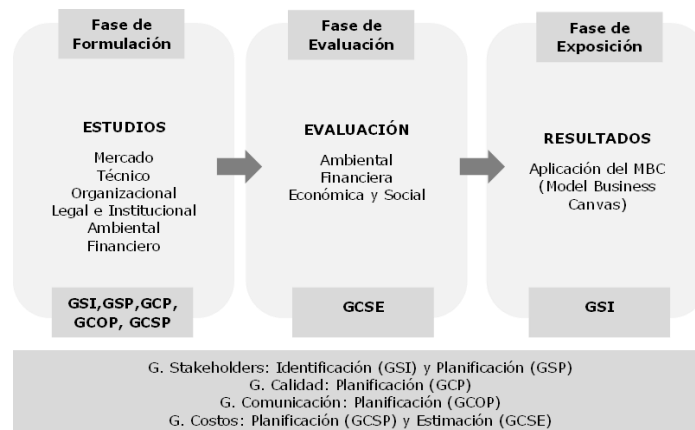 Fase de
Formulación
ESTUDIOS
Mercado
Técnico
Organizacional
Legal e Institucional
Ambiental
Financiero
GSI,GSP,GCP,
GCOP, GCSP
Fase de
Evaluación
EVALUACIÓN
Ambiental
Financiera
Económica y Social
GCSE
Fase de
Exposición
RESULTADOS
Aplicación del MBC
(Model Business
Canvas)
GSI
G. Stakeholders: Identificación (GSI) y Planificación (GSP)
G. Calidad: Planificación (GCP)
G. Comunicación: Planificación (GCOP)
G. Costos: Planificación (GCSP) y Estimación (GCSE)